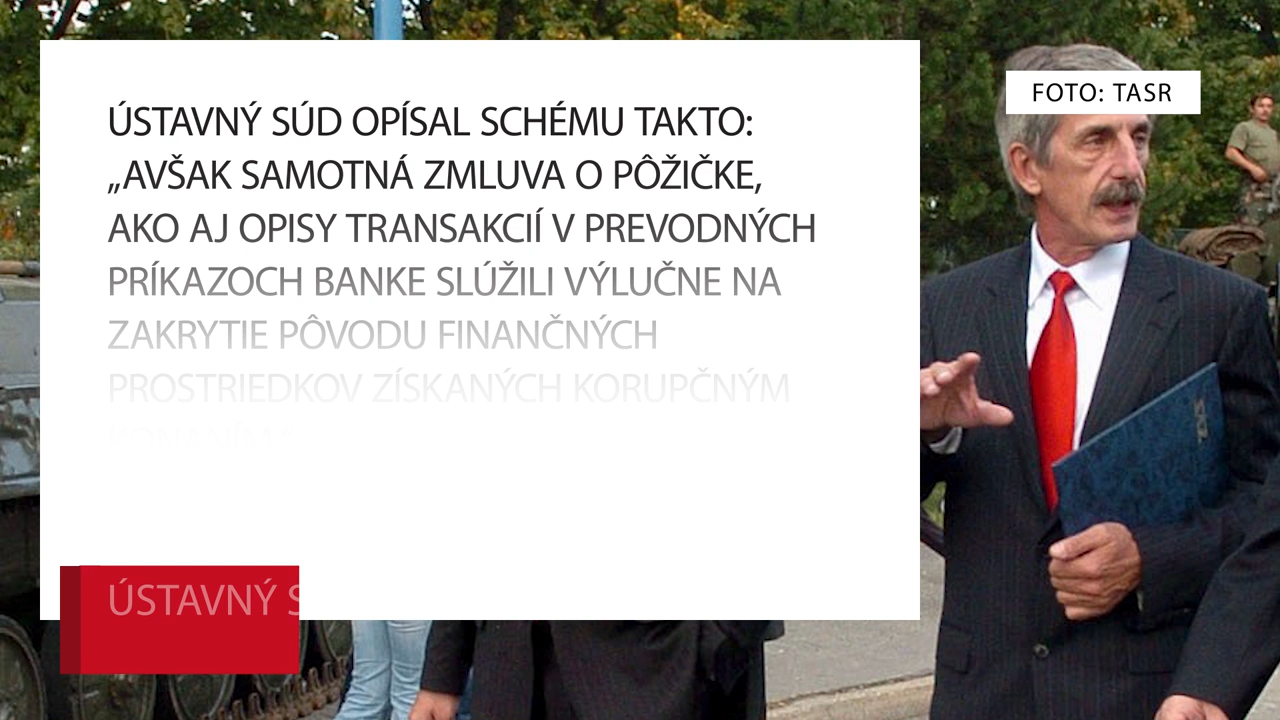 FOTO: TASR
ÚSTAVNÝ SÚD OPÍSAL SCHÉMU TAKTO:
„AVŠAK SAMOTNÁ ZMLUVA O PÔŽIČKE,
AKO AJ OPISY TRANSAKCIÍ V PREVODNÝCH
PRÍKAZOCH BANKE SLÚŽILI VÝLUČNE NA
ZAKRYTIE PÔVODU FINANČNÝCH
PROSTRIEDKOV ZÍSKANÝCH KORUPČNÝM
ÚSTAVNÝ S